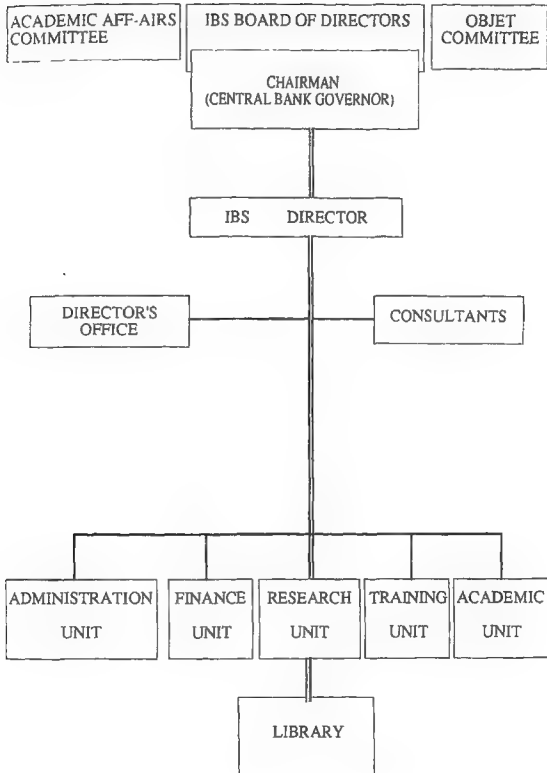 ACADEMIC AFF-AIRS
COMMITTEE
IBS BOARD OF DIRECTORS
OBJET
COMMITTEE
CHAIRMAN
(CENTRAL BANK GOVERNOR)
IBS DIRECTOR
DIRECTOR'S
OFFICE
CONSULTANTS
ADMINISTRATION
UNIT
FINANCE
UNIT
RESEARCH
UNIT
TRAINING
UNIT
ACADEMIC
UNIT
LIBRARY